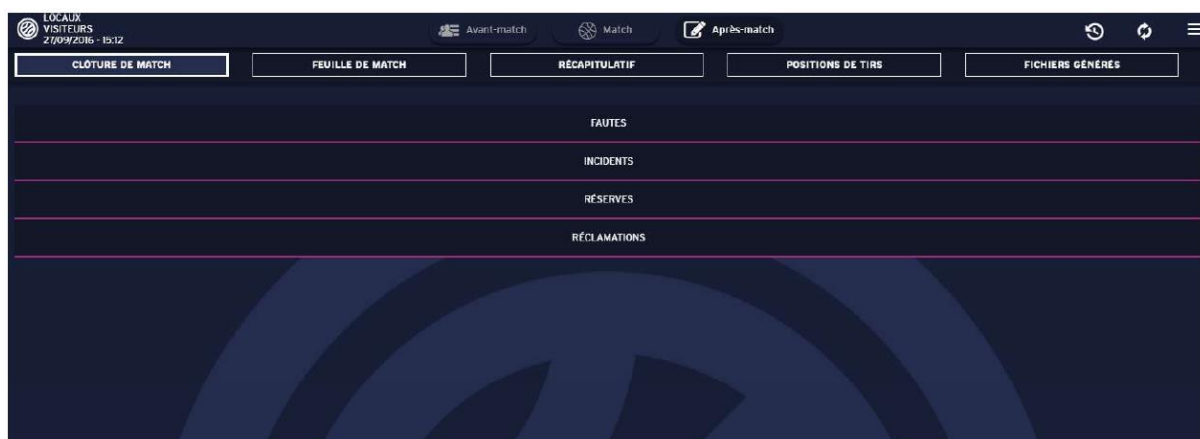 LOCAUX
VISITEURS
27/09/2016 - 15:12
Avant-match Match Après-match
CLÔTURE DE MATCH FEUILLE DE MATCH RÉCAPITULATIF POSITIONS DE TIRS FICHIERS GÉNÉRÉS
FAUTES
INCIDENTS
RÉSERVES
RÉCLAMATIONS